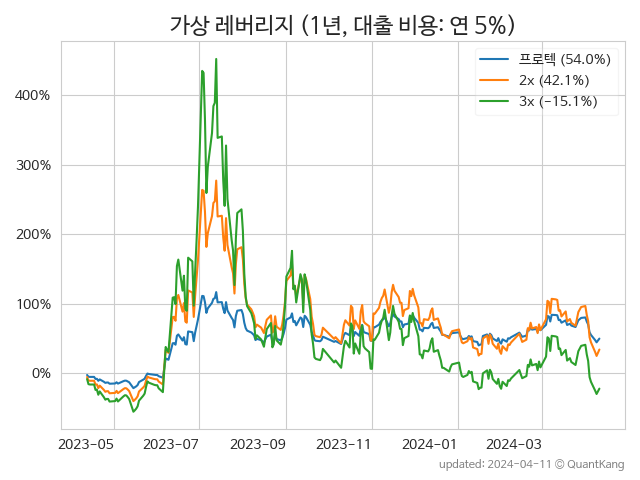 가상 레버리지 (1년, 대출 비용: 연 5%)
프로텍 (54.0%)
2x (42.1%)
3x (−15.1%)
400%
300%
200%
100%
0%
2023-05 2023-07 2023-09 2023-11 2024-01 2024-03
updated: 2024-04-11 © QuantKang